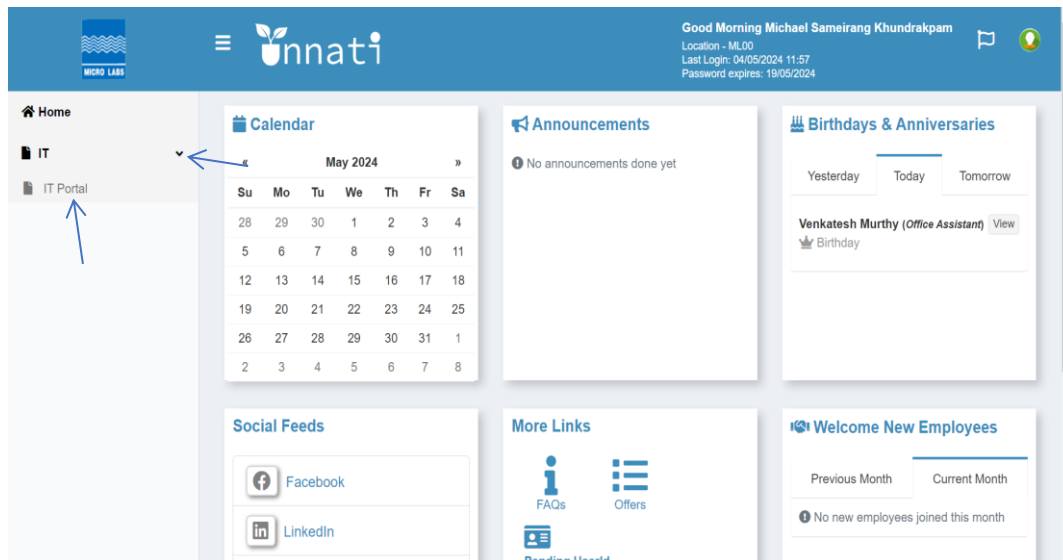 MICRO LABS
unnati
Good Morning Michael Sameirang Khundrakpam
Location - ML00
Last Login: 04/05/2024 11:57
Password expires: 19/05/2024
Home
IT
IT Portal
Calendar
« May 2024 »
Su Mo Tu We Th Fr Sa
28 29 30 1 2 3 4
5 6 7 8 9 10 11
12 13 14 15 16 17 18
19 20 21 22 23 24 25
26 27 28 29 30 31 1
2 3 4 5 6 7 8
Announcements
No announcements done yet
Birthdays & Anniversaries
Yesterday Today Tomorrow
Venkatesh Murthy (Office Assistant) View
Birthday
Social Feeds
Facebook
LinkedIn
More Links
FAQs Offers
Pending UserId
Welcome New Employees
Previous Month Current Month
No new employees joined this month